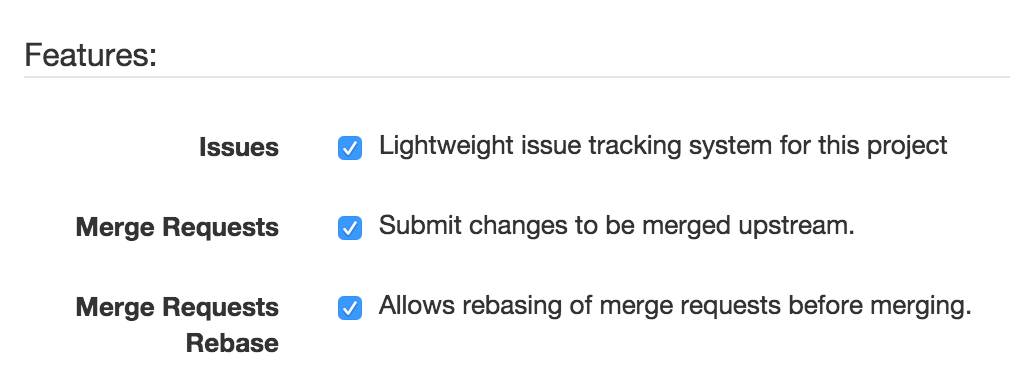 Features:
Issues Lightweight issue tracking system for this project
Merge Requests Submit changes to be merged upstream.
Merge Requests Allows rebasing of merge requests before merging.
Rebase